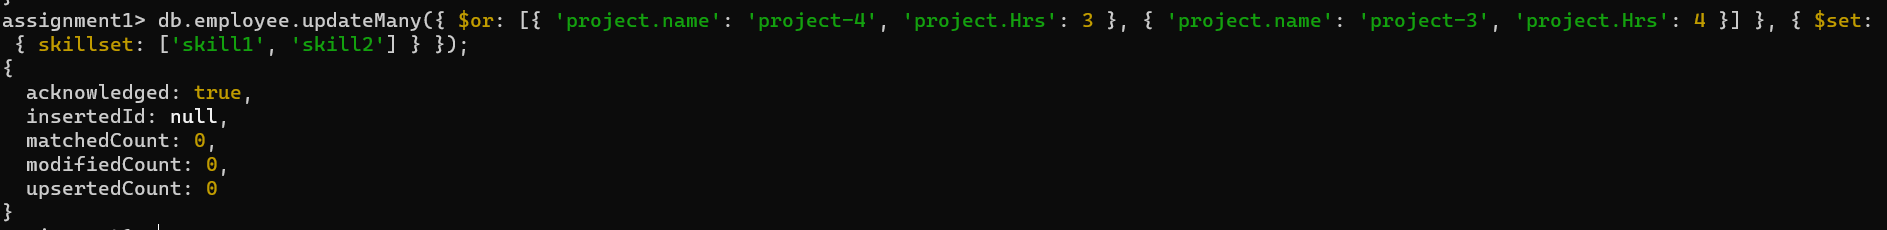 assignment1> db.employee.updateMany({ $or: [{ 'project.name': 'project-4', 'project.Hrs': 3 }, { 'project.name': 'project-3', 'project.Hrs': 4 }] }, { $set:
 { skillset: ['skill1', 'skill2'] } });
{
  acknowledged: true,
  insertedId: null,
  matchedCount: 0,
  modifiedCount: 0,
  upsertedCount: 0
}